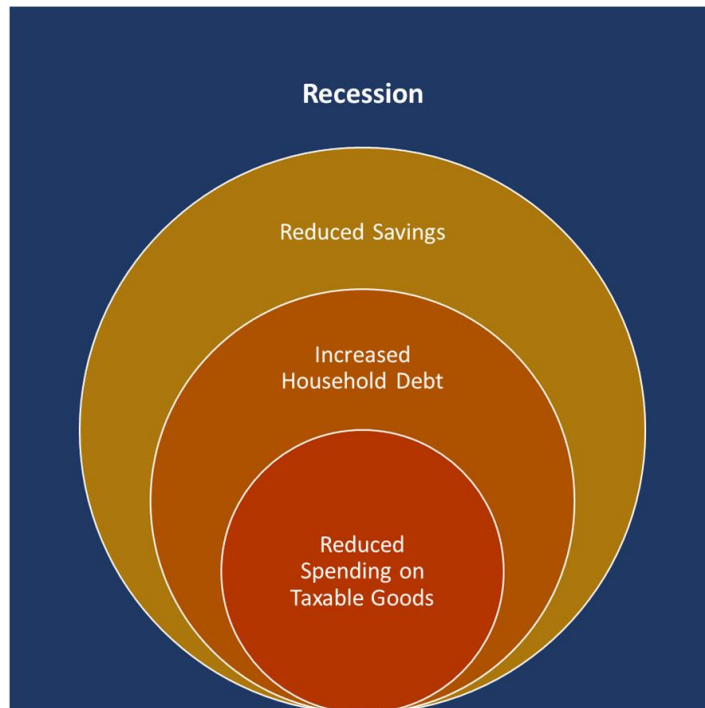 Recession
Reduced Savings
Increased
Household Debt
Reduced
Spending on
Taxable Goods